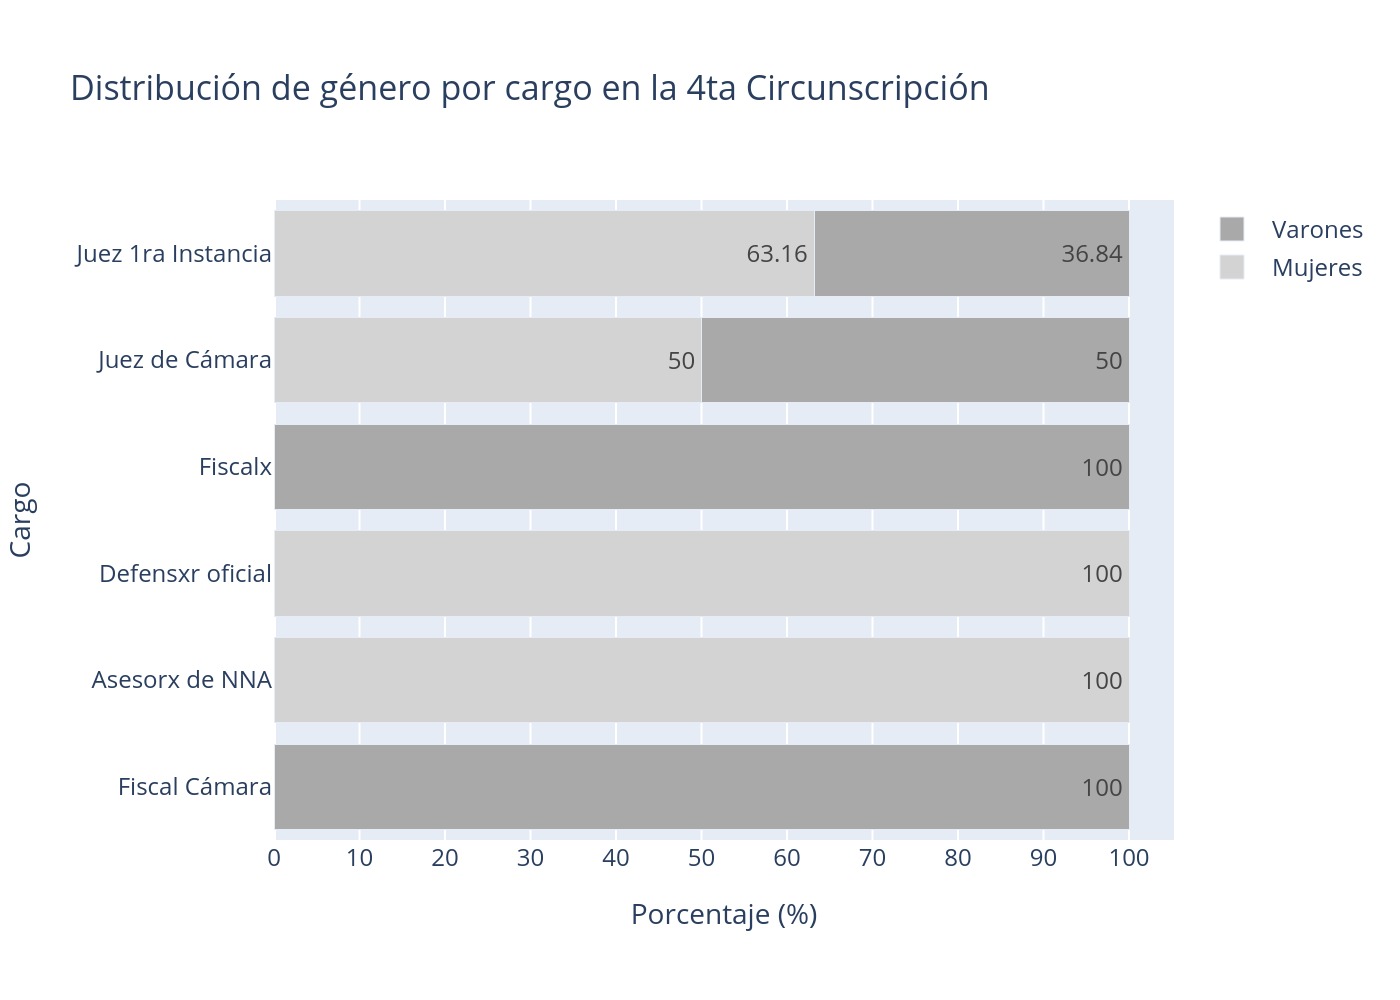 Distribución de género por cargo en la 4ta Circunscripción
Varones
Mujeres
Cargo
Juez 1ra Instancia
63.16
36.84
Juez de Cámara
50
50
Fiscalx
100
Defensxr oficial
100
Asesorx de NNA
100
Fiscal Cámara
100
0 10 20 30 40 50 60 70 80 90 100
Porcentaje (%)